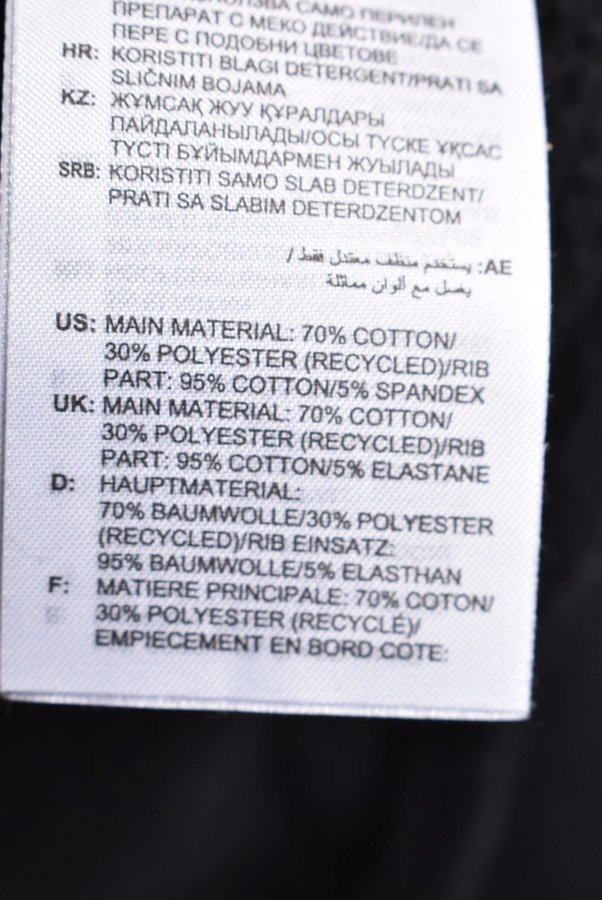 САМО ПЕРИЛЕН
ПРЕПАРАТ С МЕКО ДЕЙСТВИЕ/ДА СЕ
ПЕРЕ С ПОДОБНИ ЦВЕТОВЕ
HR: KORISTITI BLAGI DETERGENT/PRATI SA
SLIČNIM BOJAMA
KZ: ЖҰМСАҚ ЖУУ ҚҰРАЛДАРЫ
ПАЙДАЛАНЫЛАДЫ/ОСЫ ТҮСКЕ ҰҚСАС
ТҮСТІ БҰЙЫМДАРМЕН ЖУЫЛАДЫ
SRB: KORISTITI SAMO SLAB DETERDZENT/
PRATI SA SLABIM DETERDZENTOM
AE: يستخدم منظف معتدل فقط /
يغسل مع ألوان مماثلة
US: MAIN MATERIAL: 70% COTTON/
30% POLYESTER (RECYCLED)/RIB
PART: 95% COTTON/5% SPANDEX
UK: MAIN MATERIAL: 70% COTTON/
30% POLYESTER (RECYCLED)/RIB
PART: 95% COTTON/5% ELASTANE
D: HAUPTMATERIAL:
70% BAUMWOLLE/30% POLYESTER
(RECYCLED)/RIB EINSATZ:
95% BAUMWOLLE/5% ELASTHAN
F: MATIERE PRINCIPALE: 70% COTON/
30% POLYESTER (RECYCLÉ)/
EMPIECEMENT EN BORD COTE: